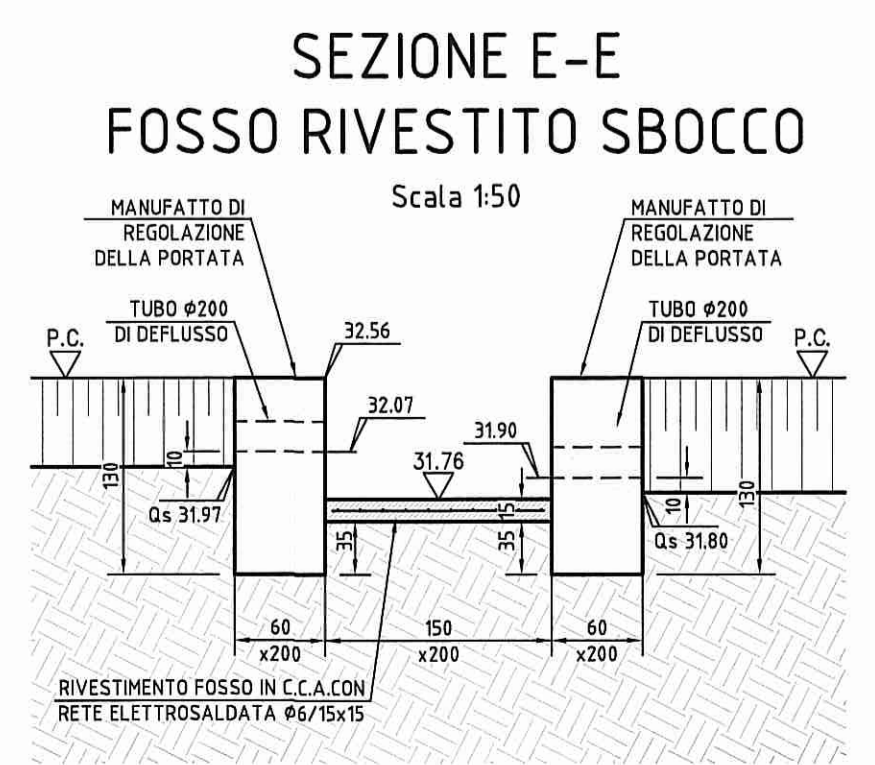 SEZIONE E-E
FOSSO RIVESTITO SBOCCO
Scala 1:50
MANUFATTO DI
REGOLAZIONE
DELLA PORTATA
MANUFATTO DI
REGOLAZIONE
DELLA PORTATA
TUBO Φ200
DI DEFLUSSO
TUBO Φ200
DI DEFLUSSO
P.C.
32.56
P.C.
32.07
31.90
31.76
10
130
Qs 31.97
35
15
35
10
130
Qs 31.80
60
x200
150
x200
60
x200
RIVESTIMENTO FOSSO IN C.C.A.CON
RETE ELETTROSALDATA Φ6/15x15